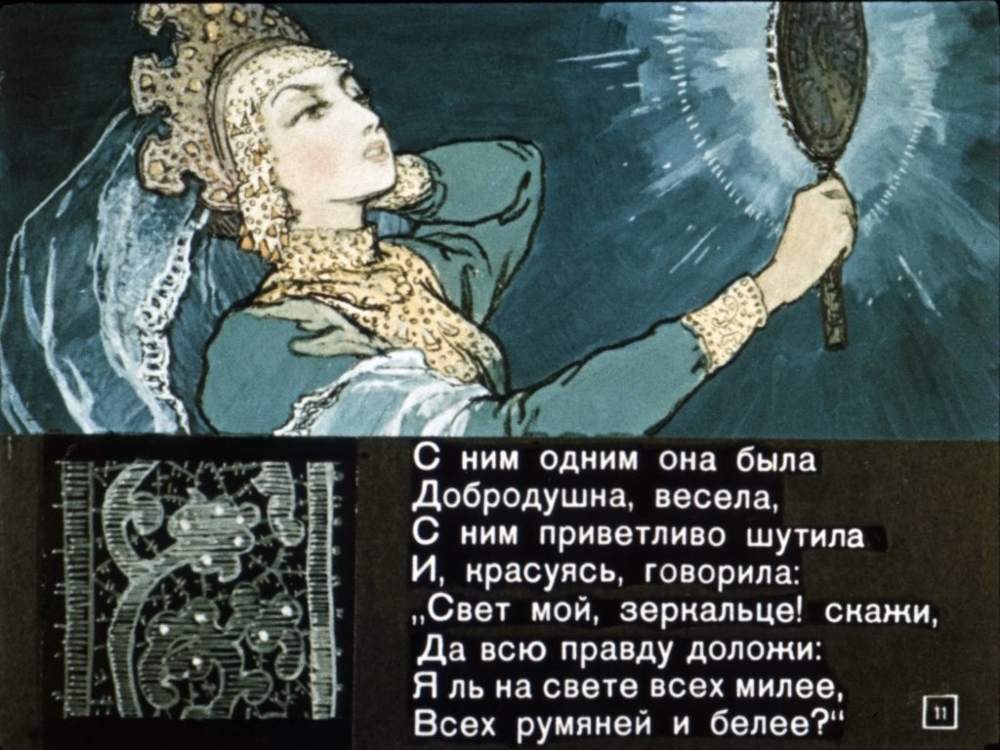 С ним одним она была
Добродушна, весела,
С ним приветливо шутила
И, красуясь, говорила:
„Свет мой, зеркальце! скажи,
Да всю правду доложи:
Я ль на свете всех милее,
Всех румяней и белее?“
11